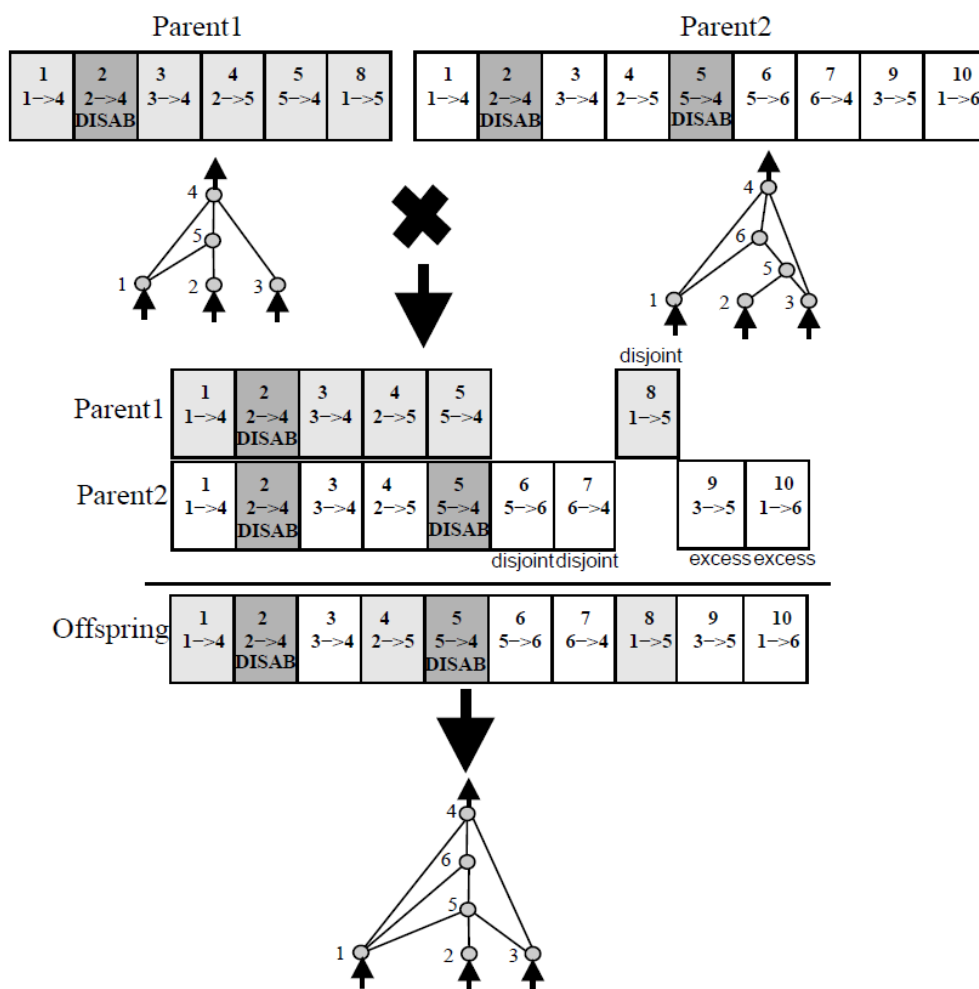 Parent1 Parent2
1 2 3 4 5 8 1 2 3 4 5 6 7 9 10
1->4 2->4 3->4 2->5 5->4 1->5 1->4 2->4 3->4 2->5 5->4 5->6 6->4 3->5 1->6
DISAB DISAB DISAB
4 4
5 6
5
1 2 3 1 2 3
disjoint
Parent1 1 2 3 4 5 8
1->4 2->4 3->4 2->5 5->4 1->5
DISAB
Parent2 1 2 3 4 5 6 7 9 10
1->4 2->4 3->4 2->5 5->4 5->6 6->4 3->5 1->6
DISAB DISAB
disjoint disjoint excess excess
Offspring 1 2 3 4 5 6 7 8 9 10
1->4 2->4 3->4 2->5 5->4 5->6 6->4 1->5 3->5 1->6
DISAB DISAB
4
6
5
1 2 3